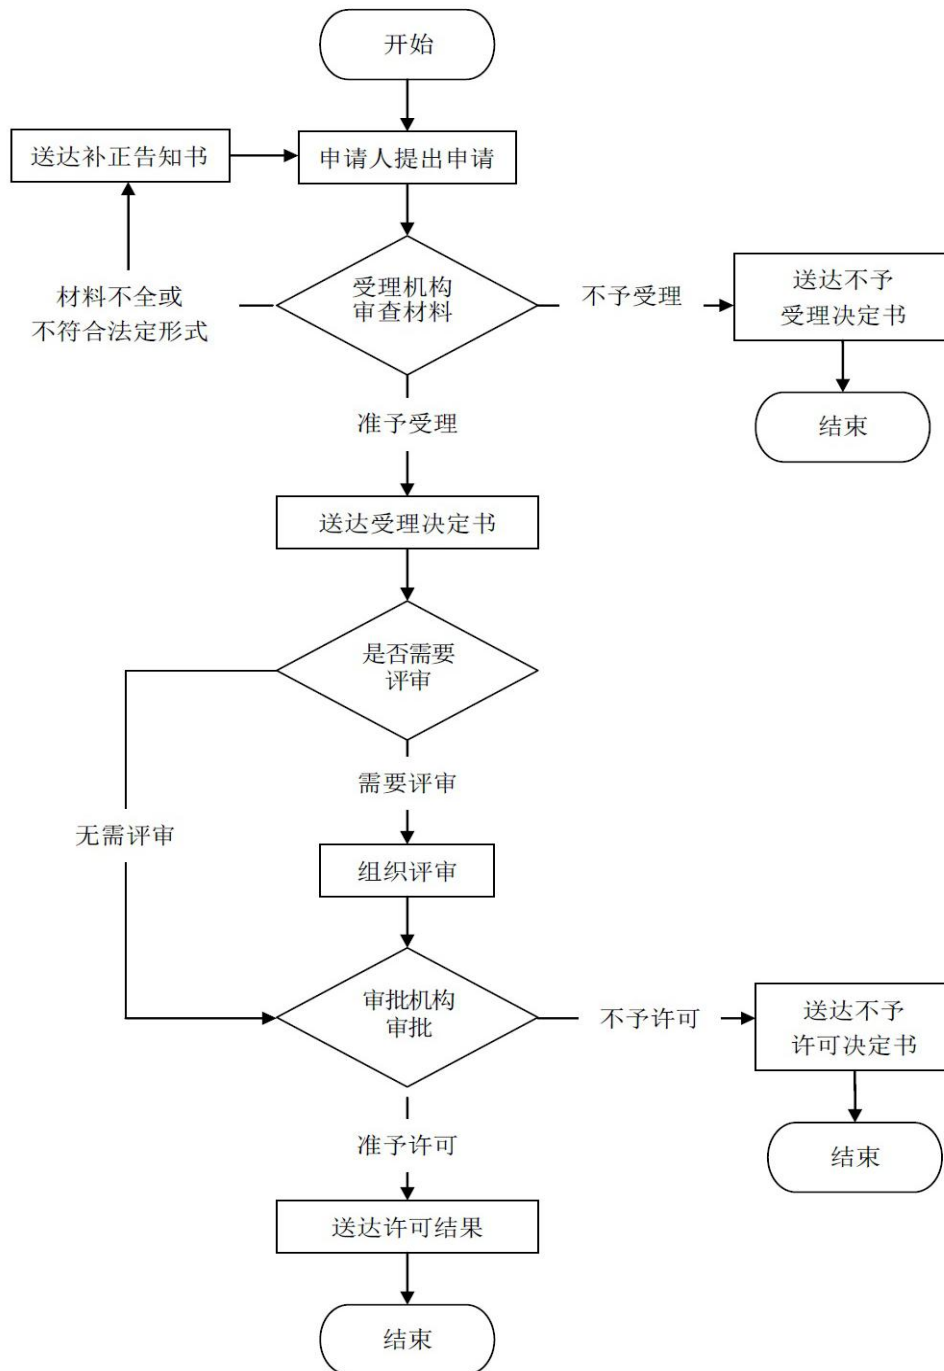 开始
送达补正告知书
申请人提出申请
材料不全或
不符合法定形式
受理机构
审查材料
不予受理
送达不予
受理决定书
结束
准予受理
送达受理决定书
是否需要
评审
需要评审
无需评审
组织评审
审批机构
审批
不予许可
送达不予
许可决定书
结束
准予许可
送达许可结果
结束